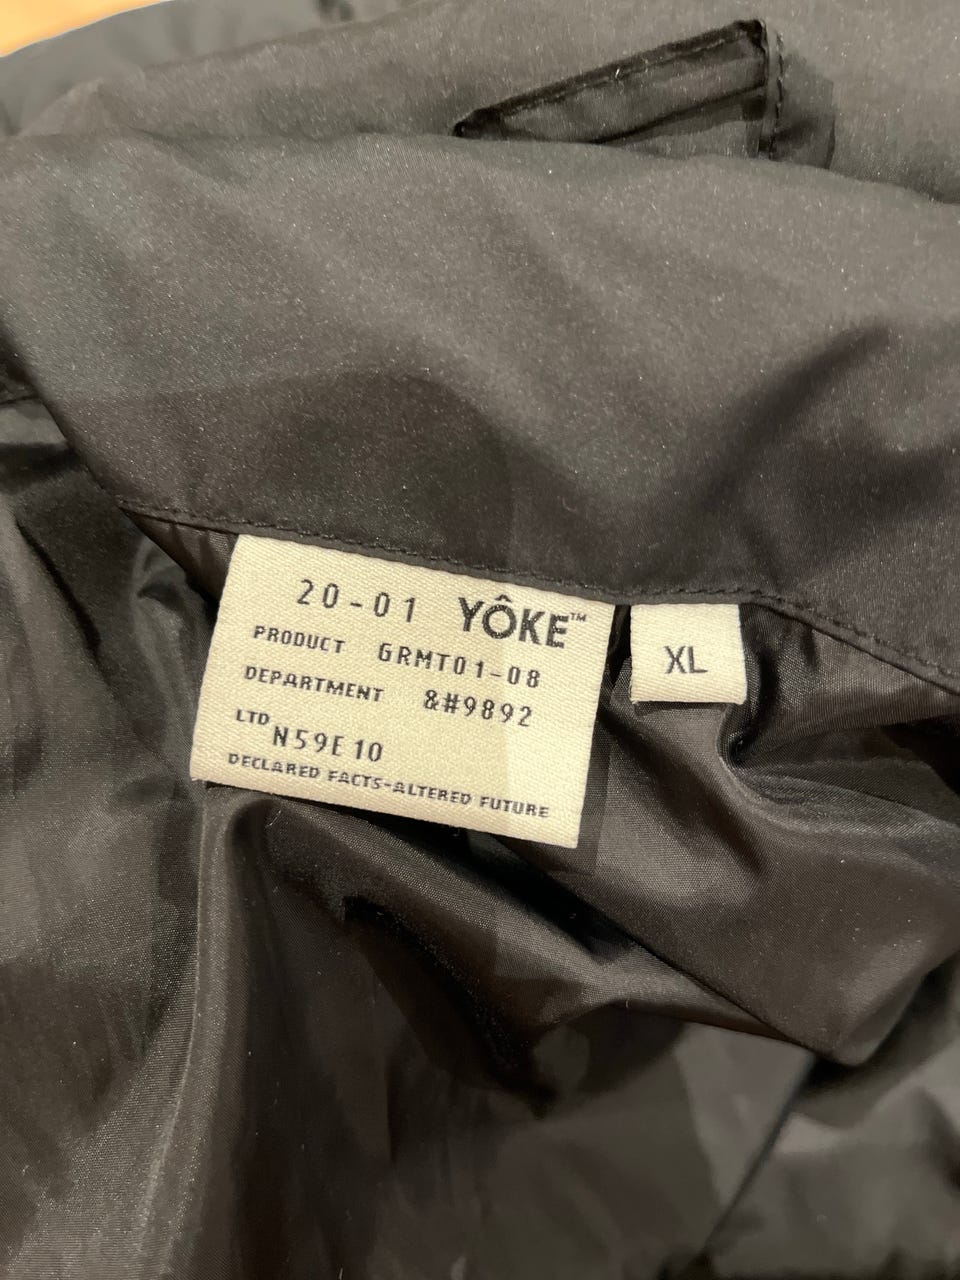 20-01 YÔKE™
PRODUCT GRMT01-08
DEPARTMENT &#9892
LTD N59E10
DECLARED FACTS-ALTERED FUTURE
XL